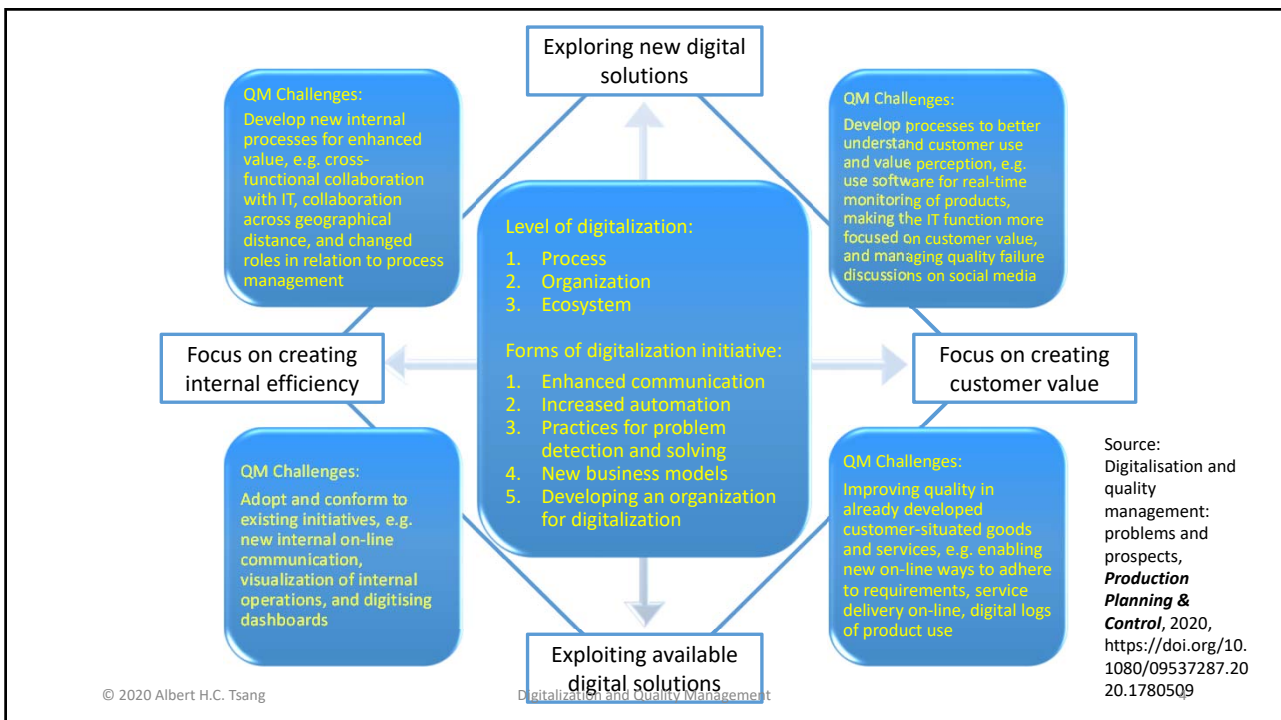 Exploring new digital
solutions
QM Challenges:
Develop new internal
processes for enhanced
value, e.g. cross-
functional collaboration
with IT, collaboration
across geographical
distance, and changed
roles in relation to process
management
QM Challenges:
Develop processes to better
understand customer use
and value perception, e.g.
use software for real-time
monitoring of products,
making the IT function more
focused on customer value,
and managing quality failure
discussions on social media
Level of digitalization:
1. Process
2. Organization
3. Ecosystem
Forms of digitalization initiative:
1. Enhanced communication
2. Increased automation
3. Practices for problem
detection and solving
4. New business models
5. Developing an organization
for digitalization
Focus on creating
internal efficiency
Focus on creating
customer value
QM Challenges:
Adopt and conform to
existing initiatives, e.g.
new internal on-line
communication,
visualization of internal
operations, and digitising
dashboards
QM Challenges:
Improving quality in
already developed
customer-situated goods
and services, e.g. enabling
new on-line ways to adhere
to requirements, service
delivery on-line, digital logs
of product use
Exploiting available
digital solutions
Source:
Digitalisation and
quality
management:
problems and
prospects,
Production
Planning &
Control, 2020,
https://doi.org/10.
1080/09537287.20
20.1780509
© 2020 Albert H.C. Tsang
Digitalization and Quality Management
4